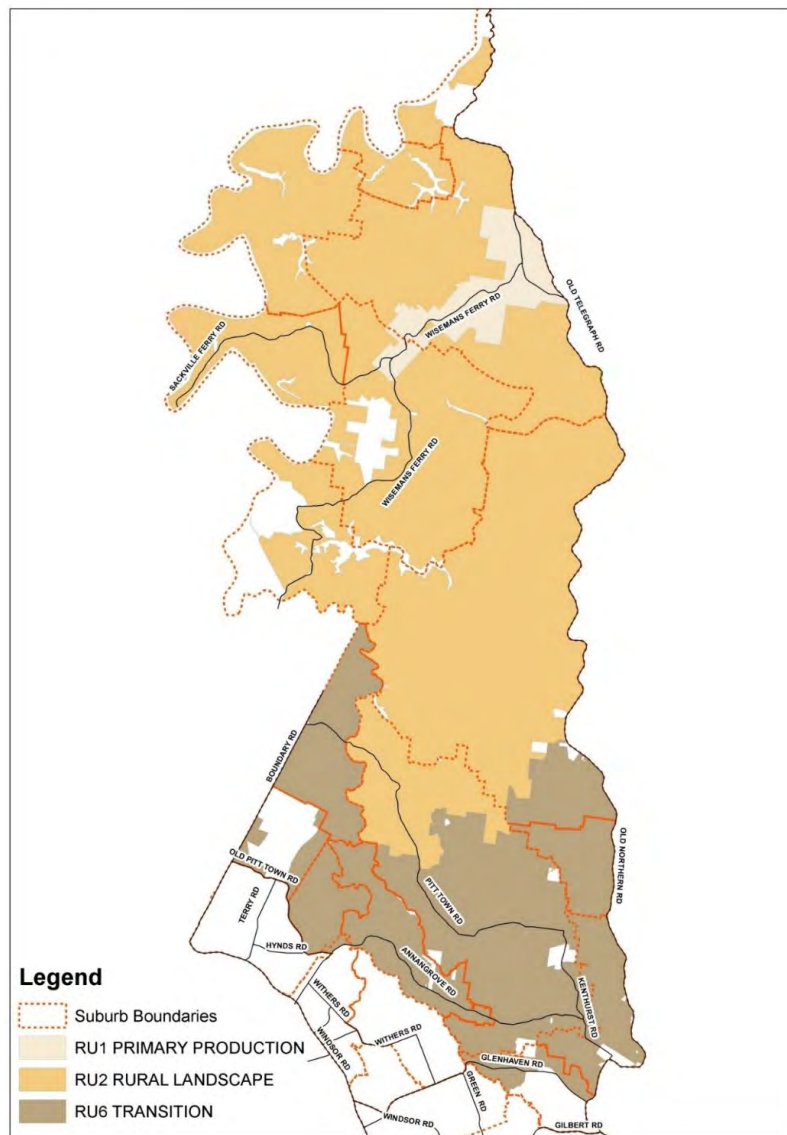 OLD TELEGRAPH RD
WISEMANS FERRY RD
SACKVILLE FERRY RD
WISEMANS FERRY RD
BOUNDARY RD
OLD PITT TOWN RD
TERRY RD
HYNDS RD
PITT TOWN RD
OLD NORTHERN RD
ANNANGROVE RD
KENTHURST RD
WITHERS RD
WITHERS RD
WINDSOR RD
GLENHAVEN RD
GREEN RD
WINDSOR RD
GILBERT RD
Legend
Suburb Boundaries
RU1 PRIMARY PRODUCTION
RU2 RURAL LANDSCAPE
RU6 TRANSITION